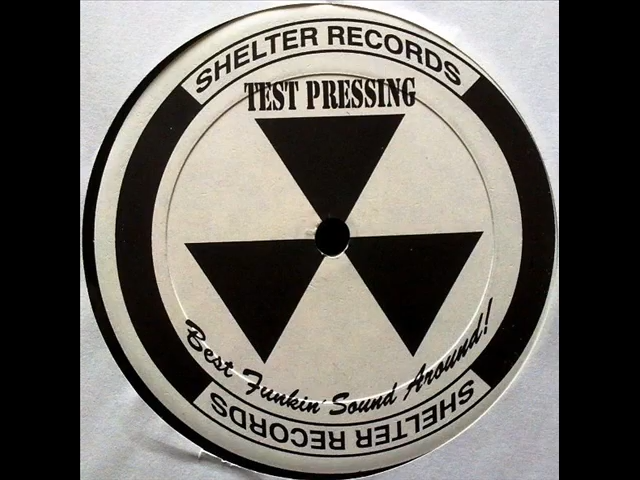 SHELTER RECORDS
TEST PRESSING
Best Funkin' Sound Around!
SHELTER RECORDS